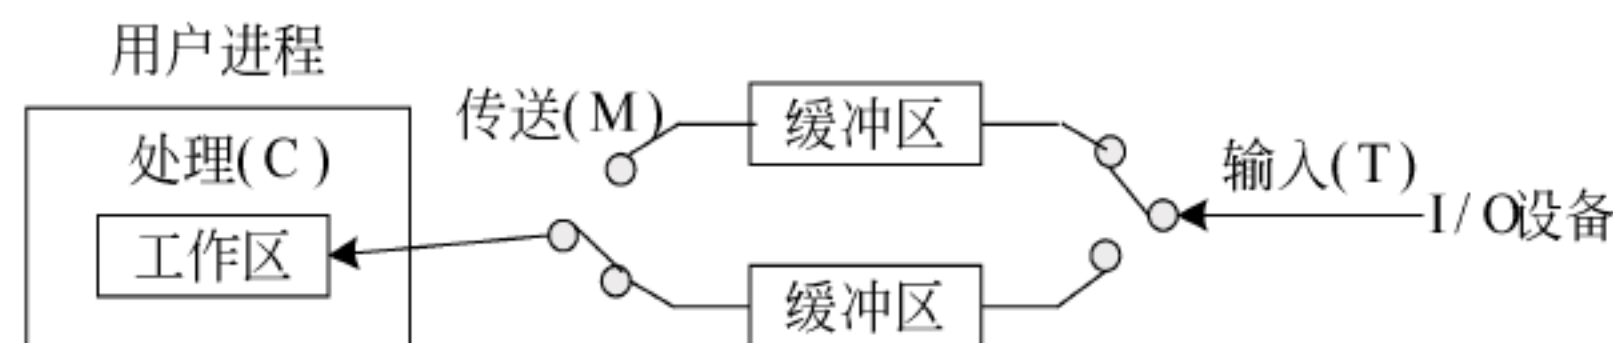 用户进程
传送(M)
缓冲区
处理(C)
输入(T)
I/O设备
工作区
缓冲区